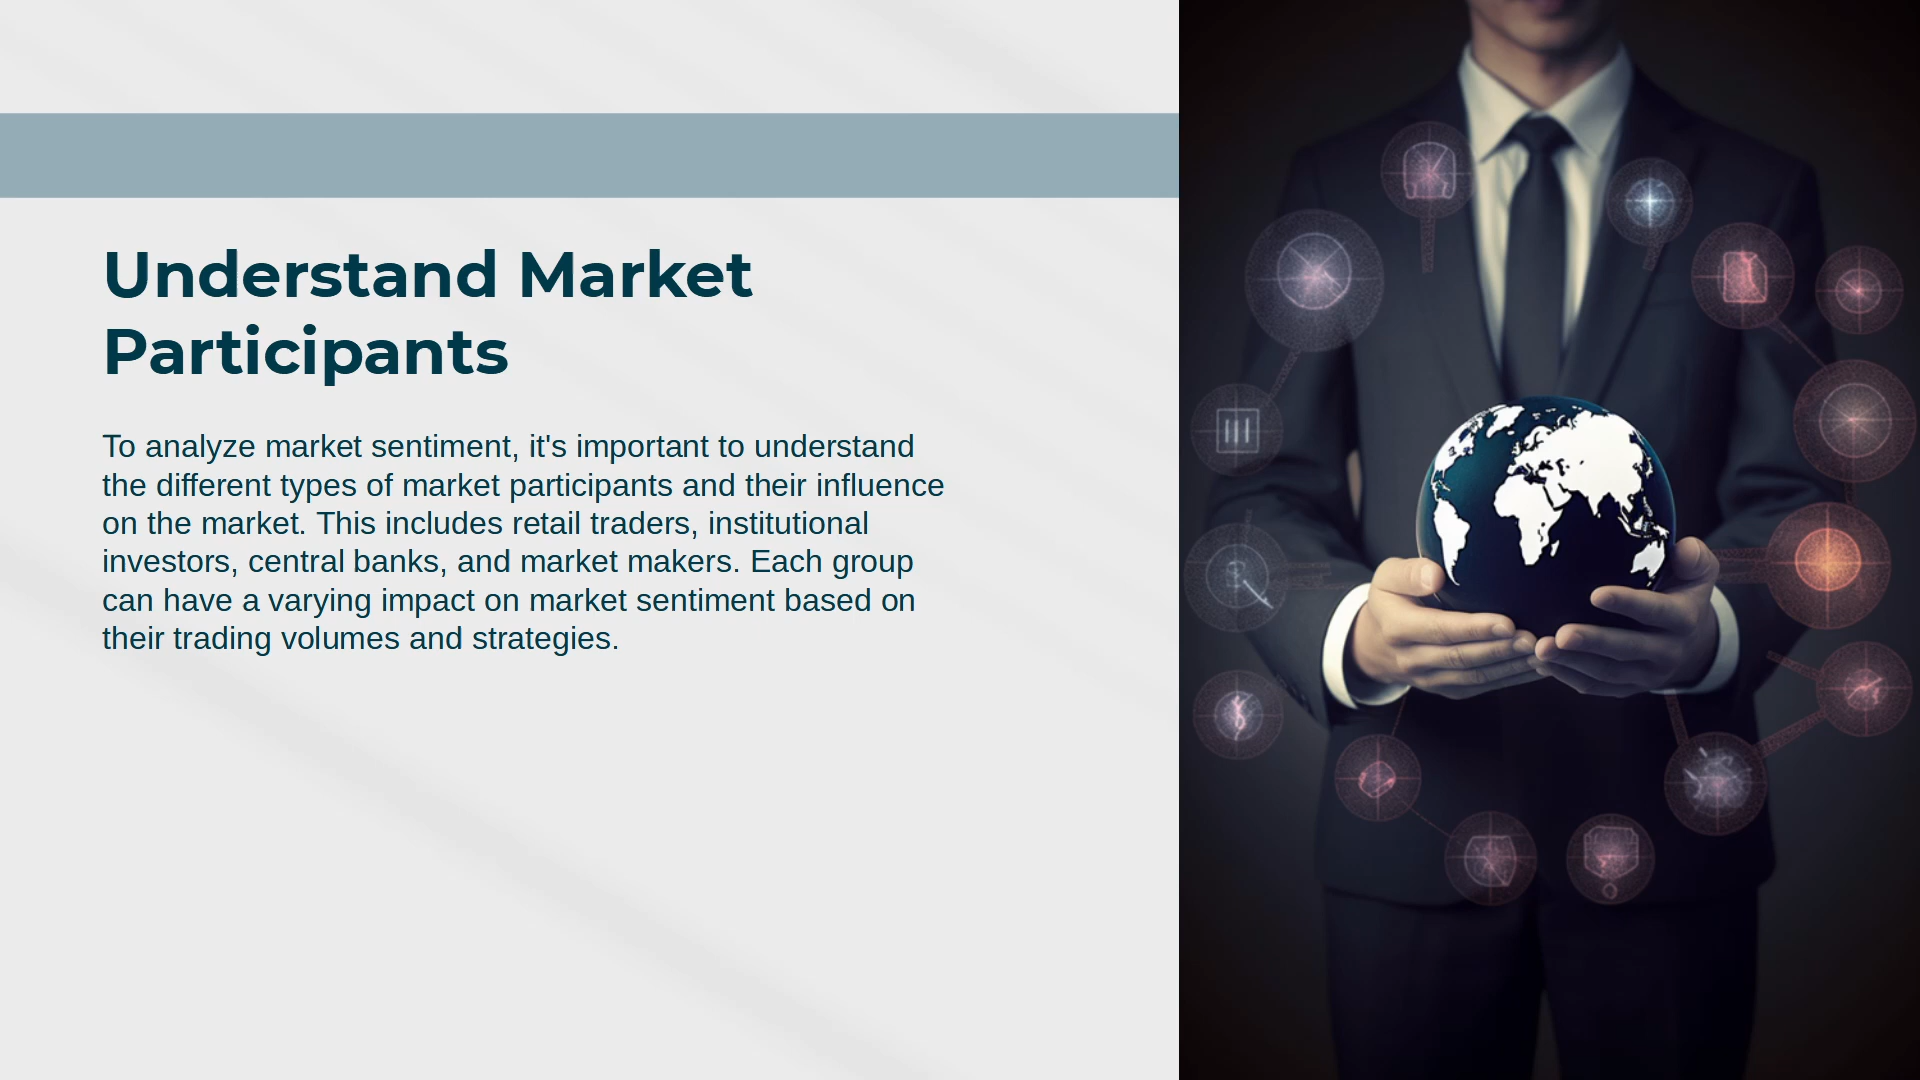 Understand Market
Participants
To analyze market sentiment, it's important to understand
the different types of market participants and their influence
on the market. This includes retail traders, institutional
investors, central banks, and market makers. Each group
can have a varying impact on market sentiment based on
their trading volumes and strategies.